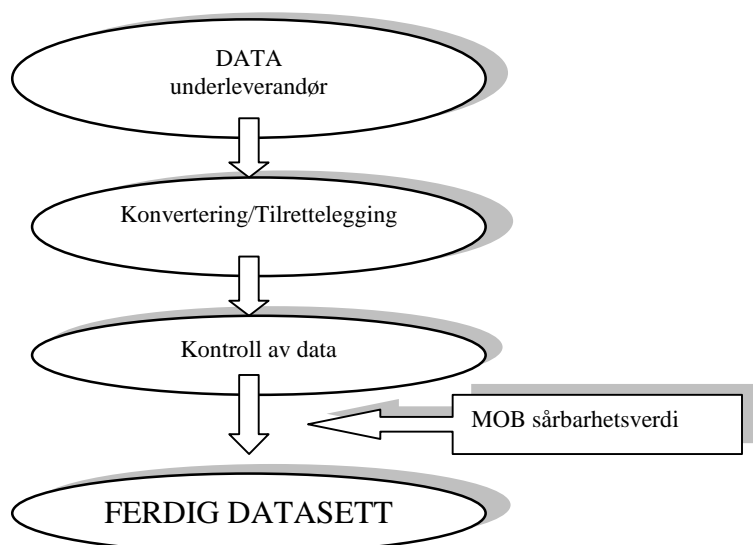 DATA
underleverandør
Konvertering/Tilrettelegging
Kontroll av data
MOB sårbarhetsverdi
FERDIG DATASETT